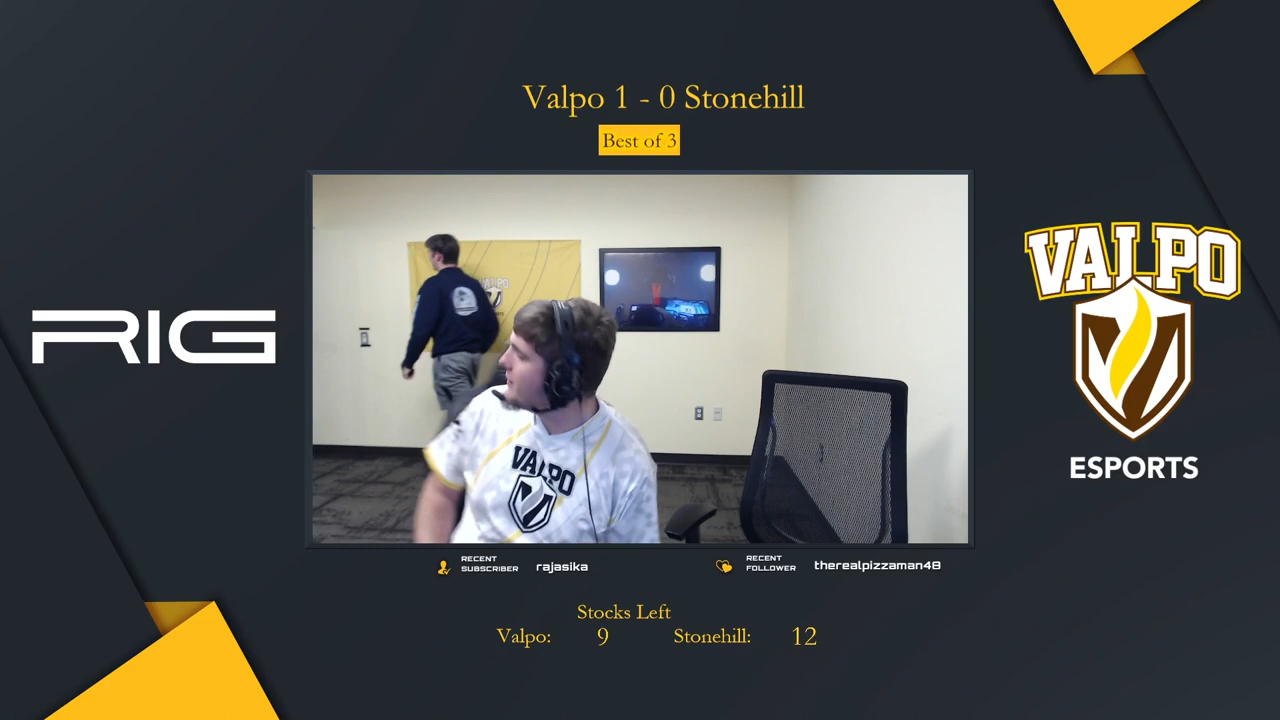 Valpo 1 - 0 Stonehill
Best of 3
RIG
VALPO
ESPORTS
VALPO
VALPO
RECENT SUBSCRIBER rajasika
RECENT FOLLOWER therealpizzaman48
Stocks Left
Valpo: 9 Stonehill: 12